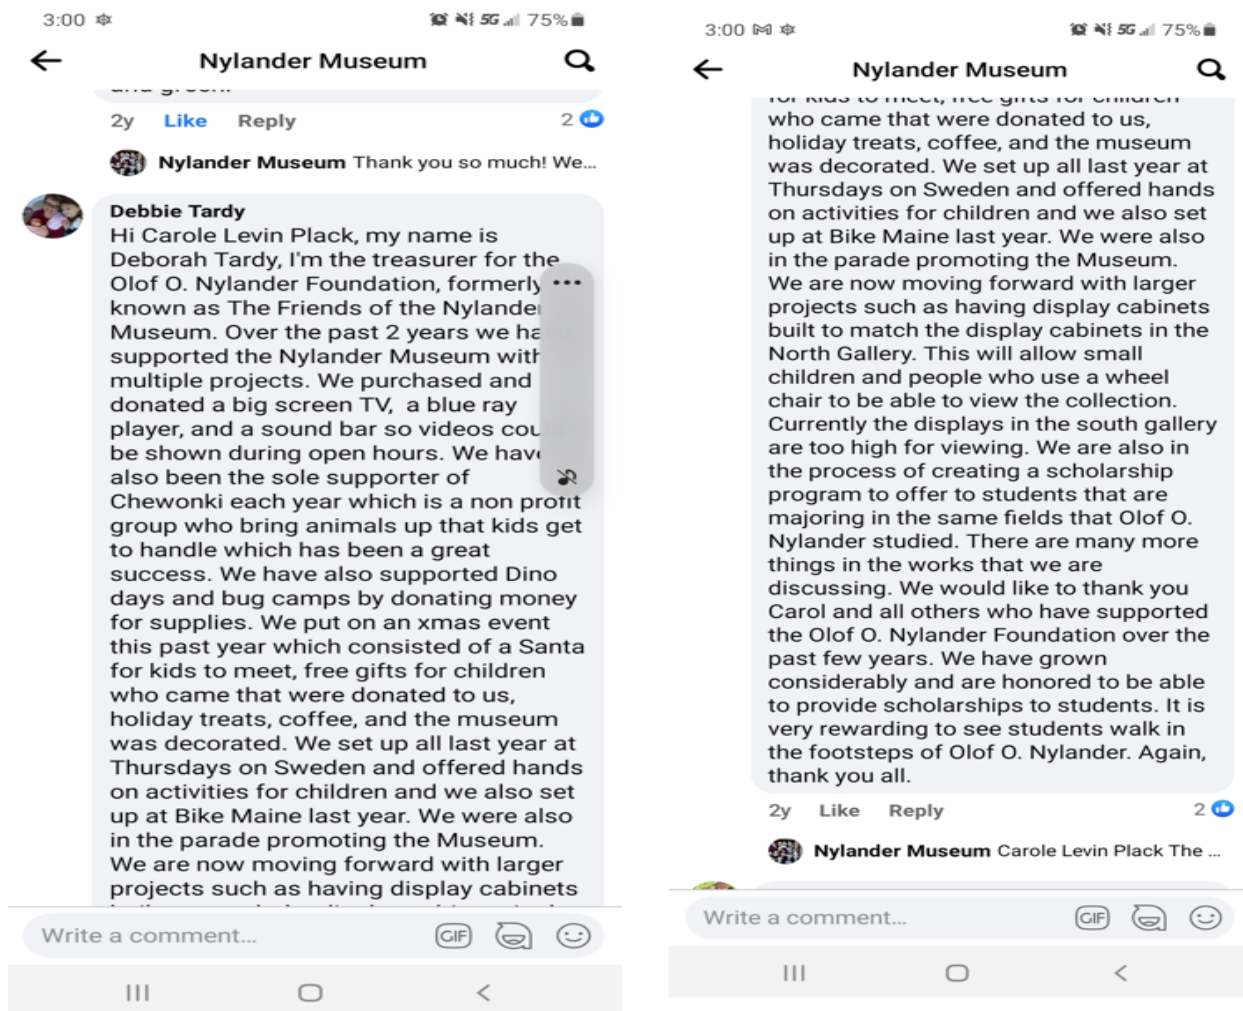 3:00
5G 75%
Nylander Museum
2y Like Reply 2
Nylander Museum Thank you so much! We...
Debbie Tardy
Hi Carole Levin Plack, my name is
Deborah Tardy, I'm the treasurer for the
Olof O. Nylander Foundation, formerly
known as The Friends of the Nylander
Museum. Over the past 2 years we have
supported the Nylander Museum with
multiple projects. We purchased and
donated a big screen TV, a blue ray
player, and a sound bar so videos could
be shown during open hours. We have
also been the sole supporter of
Chewonki each year which is a non profit
group who bring animals up that kids get
to handle which has been a great
success. We have also supported Dino
days and bug camps by donating money
for supplies. We put on an xmas event
this past year which consisted of a Santa
for kids to meet, free gifts for children
who came that were donated to us,
holiday treats, coffee, and the museum
was decorated. We set up all last year at
Thursdays on Sweden and offered hands
on activities for children and we also set
up at Bike Maine last year. We were also
in the parade promoting the Museum.
We are now moving forward with larger
projects such as having display cabinets
Write a comment...
GIF
3:00
5G 75%
Nylander Museum
for kids to meet, free gifts for children
who came that were donated to us,
holiday treats, coffee, and the museum
was decorated. We set up all last year at
Thursdays on Sweden and offered hands
on activities for children and we also set
up at Bike Maine last year. We were also
in the parade promoting the Museum.
We are now moving forward with larger
projects such as having display cabinets
built to match the display cabinets in the
North Gallery. This will allow small
children and people who use a wheel
chair to be able to view the collection.
Currently the displays in the south gallery
are too high for viewing. We are also in
the process of creating a scholarship
program to offer to students that are
majoring in the same fields that Olof O.
Nylander studied. There are many more
things in the works that we are
discussing. We would like to thank you
Carol and all others who have supported
the Olof O. Nylander Foundation over the
past few years. We have grown
considerably and are honored to be able
to provide scholarships to students. It is
very rewarding to see students walk in
the footsteps of Olof O. Nylander. Again,
thank you all.
2y Like Reply 2
Nylander Museum Carole Levin Plack The ...
Write a comment...
GIF